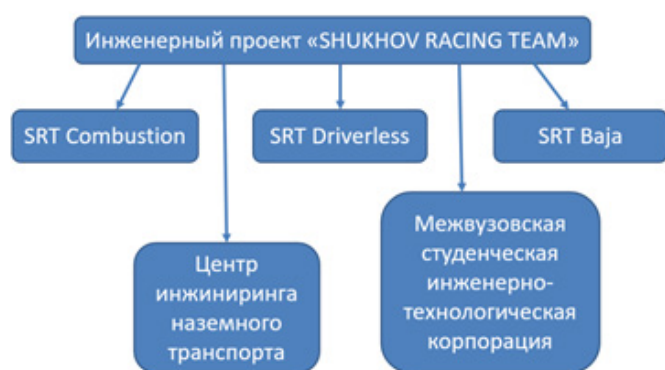 Инженерный проект «SHUKHOV RACING TEAM»
SRT Combustion
SRT Driverless
SRT Baja
Центр
инжиниринга
наземного
транспорта
Межвузовская
студенческая
инженерно-
технологическая
корпорация